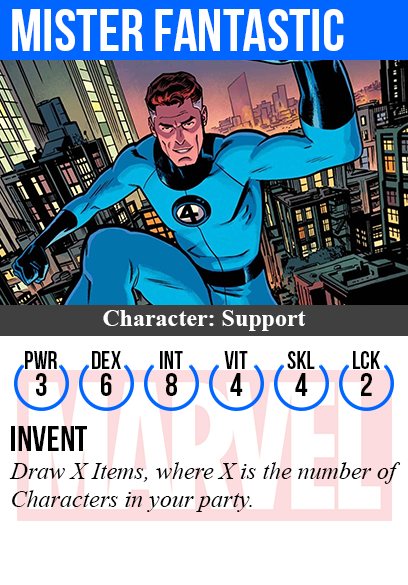 MISTER FANTASTIC
4
Character: Support
PWR DEX INT VIT SKL LCK
3 6 8 4 4 2
MARVEL
INVENT
Draw X Items, where X is the number of
Characters in your party.